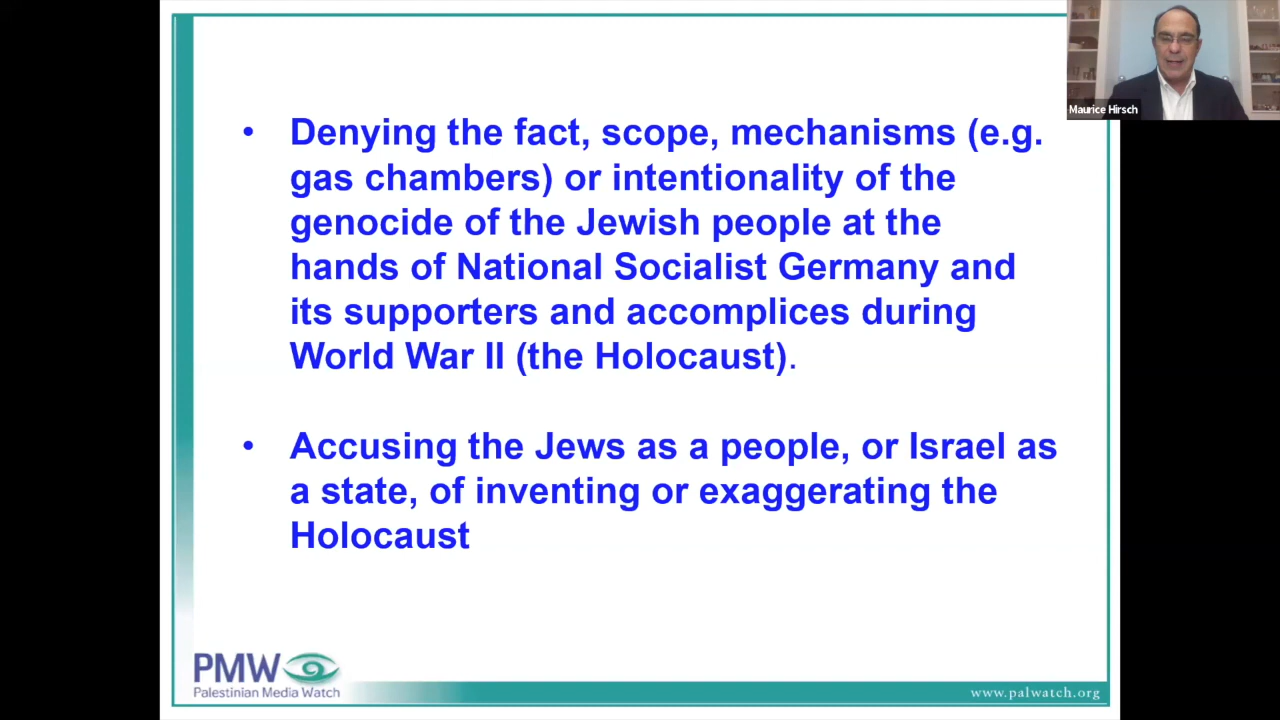 Maurice Hirsch
• Denying the fact, scope, mechanisms (e.g.
gas chambers) or intentionality of the
genocide of the Jewish people at the
hands of National Socialist Germany and
its supporters and accomplices during
World War II (the Holocaust).
• Accusing the Jews as a people, or Israel as
a state, of inventing or exaggerating the
Holocaust
PMW
Palestinian Media Watch
www.palwatch.org